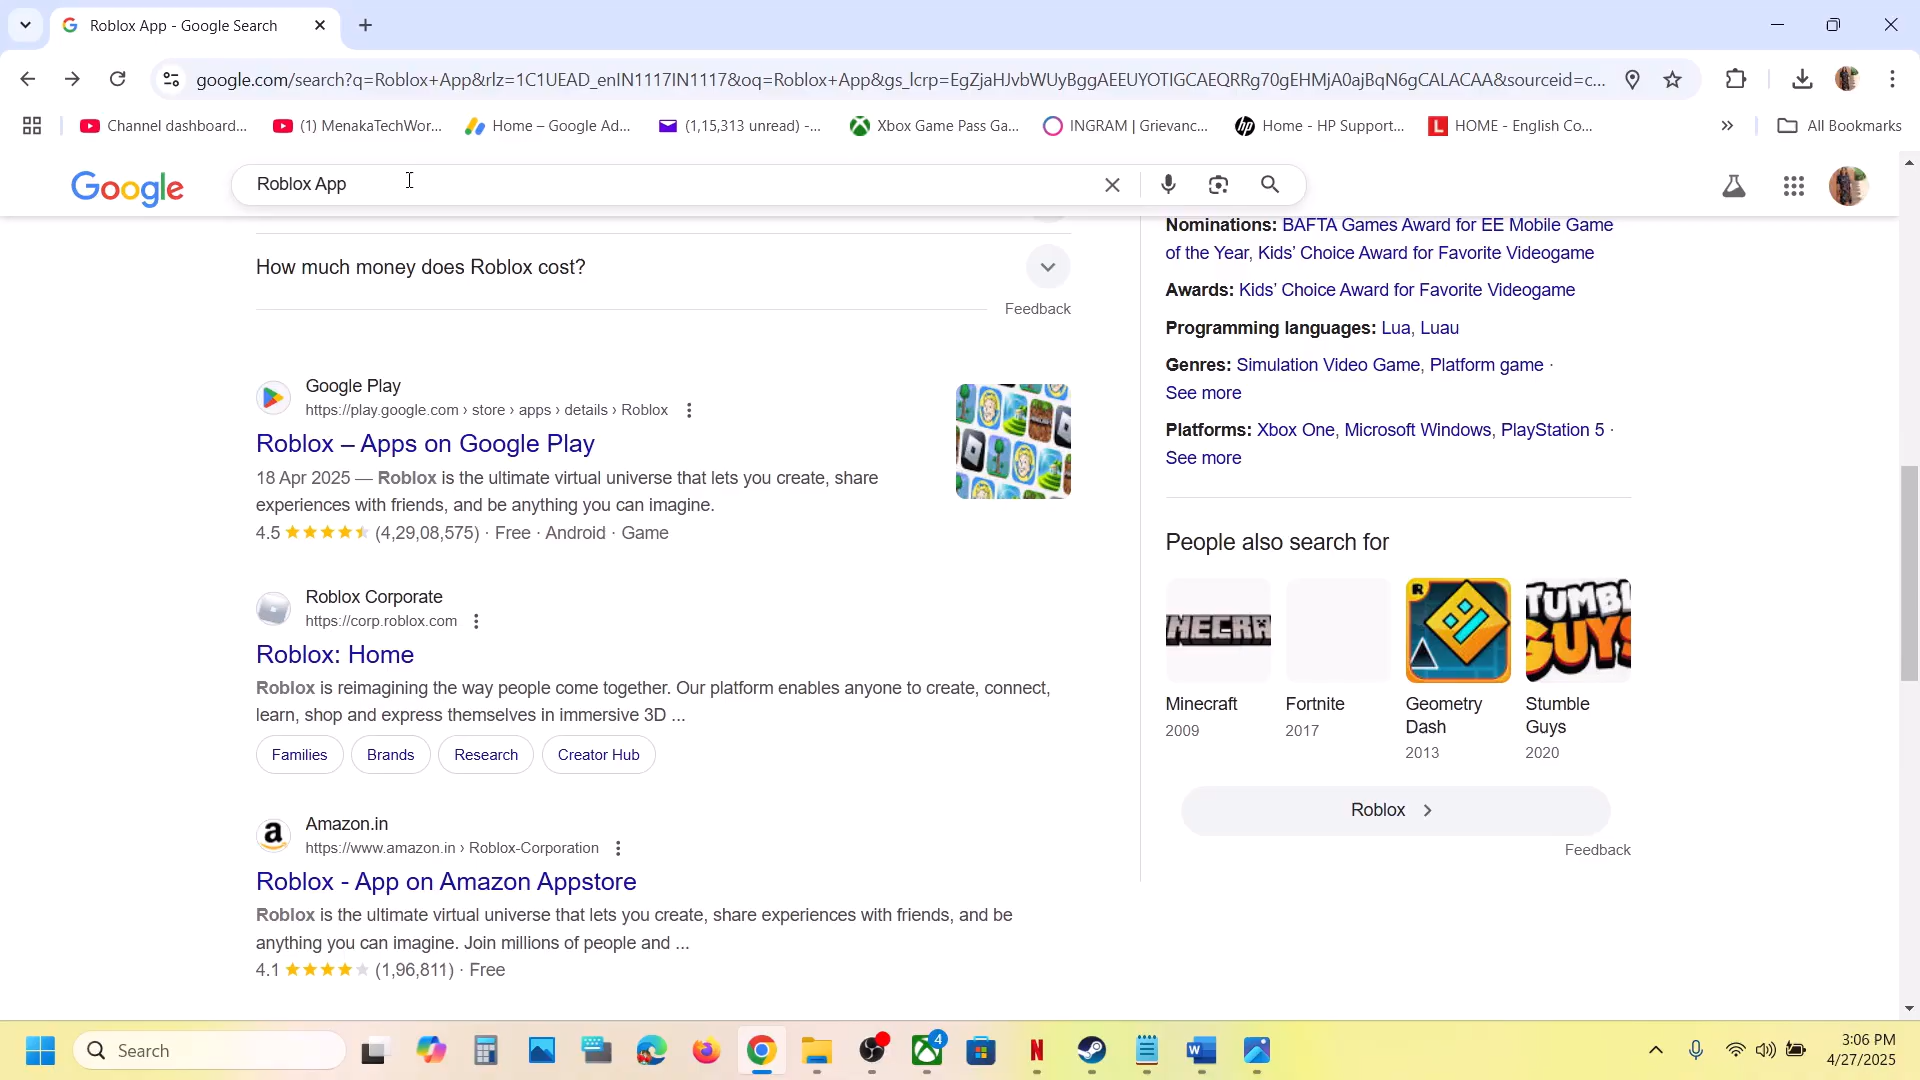 Roblox App - Google Search
google.com/search?q=Roblox+App&rlz=1C1UEAD_enIN1117IN1117&oq=Roblox+App&gs_lcrp=EgZjaHJvbWUyBggAEEUYOTIGCAEQRRg70gEHMjA0ajBqN6gCALACAA&sourceid=c...
Channel dashboard...
(1) MenakaTechWor...
Home – Google Ad...
(1,15,313 unread) -...
Xbox Game Pass Ga...
INGRAM | Grievanc...
Home - HP Support...
HOME - English Co...
All Bookmarks
Google
Roblox App
How much money does Roblox cost?
Feedback
Google Play
https://play.google.com › store › apps › details › Roblox
Roblox – Apps on Google Play
18 Apr 2025 — Roblox is the ultimate virtual universe that lets you create, share
experiences with friends, and be anything you can imagine.
4.5 (4,29,08,575) · Free · Android · Game
Roblox Corporate
https://corp.roblox.com
Roblox: Home
Roblox is reimagining the way people come together. Our platform enables anyone to create, connect,
learn, shop and express themselves in immersive 3D ...
Families
Brands
Research
Creator Hub
Amazon.in
https://www.amazon.in › Roblox-Corporation
Roblox - App on Amazon Appstore
Roblox is the ultimate virtual universe that lets you create, share experiences with friends, and be
anything you can imagine. Join millions of people and ...
4.1 (1,96,811) · Free
Nominations: BAFTA Games Award for EE Mobile Game
of the Year, Kids’ Choice Award for Favorite Videogame
Awards: Kids’ Choice Award for Favorite Videogame
Programming languages: Lua, Luau
Genres: Simulation Video Game, Platform game ·
See more
Platforms: Xbox One, Microsoft Windows, PlayStation 5 ·
See more
People also search for
Minecraft
2009
Fortnite
2017
Geometry
Dash
2013
TUMBL
GUYS
Stumble
Guys
2020
Roblox
Feedback
Search
4
3:06 PM
4/27/2025